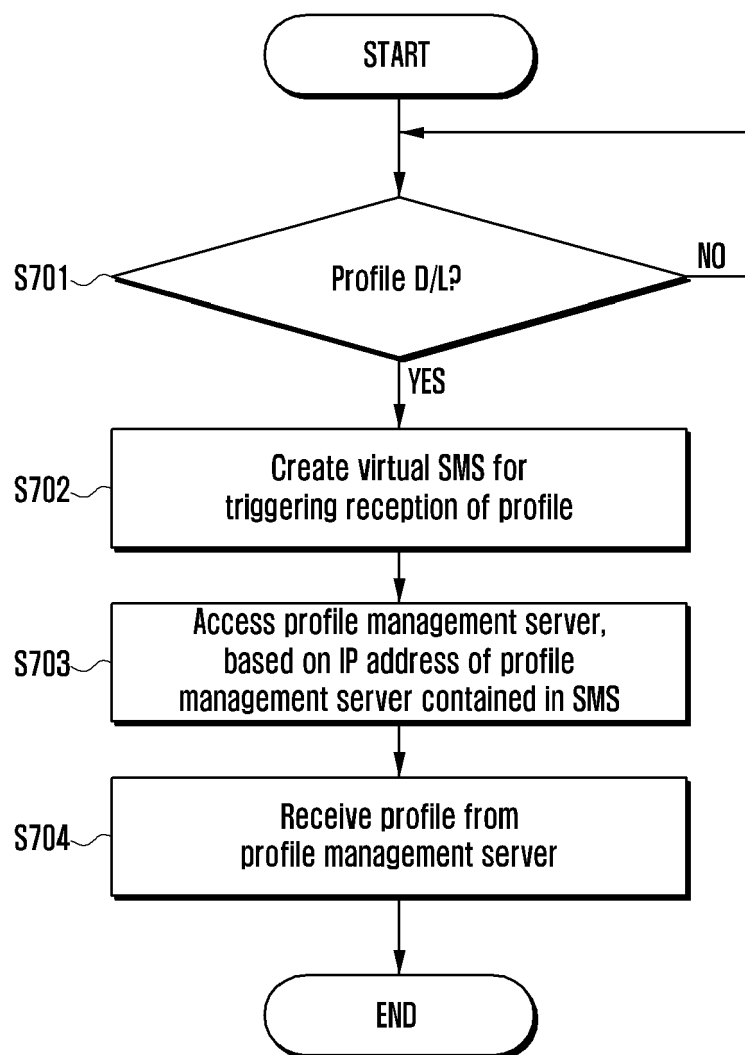 START
S701
Profile D/L?
NO
YES
S702
Create virtual SMS for
triggering reception of profile
S703
Access profile management server,
based on IP address of profile
management server contained in SMS
S704
Receive profile from
profile management server
END